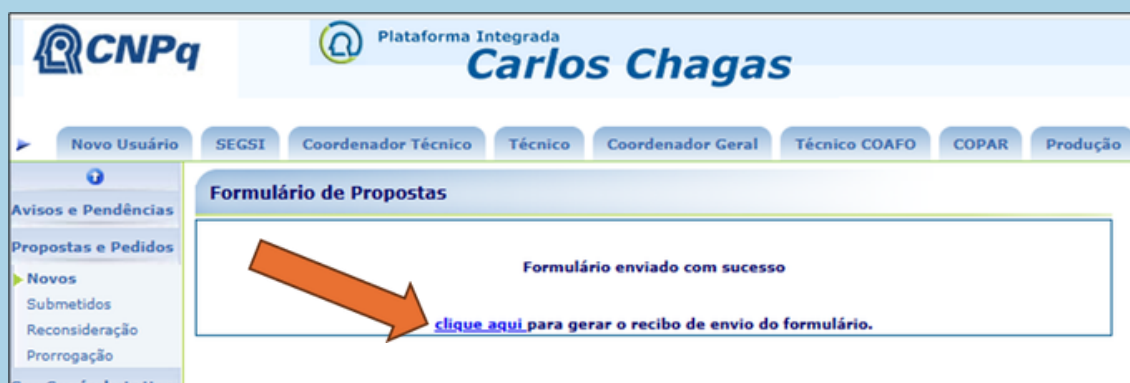 CNPq
Plataforma Integrada
Carlos Chagas
Novo Usuário SEGSI Coordenador Técnico Técnico Coordenador Geral Técnico COAFO COPAR Produção
Avisos e Pendências
Propostas e Pedidos
Novos
Submetidos
Reconsideração
Prorrogação
Formulário de Propostas
Formulário enviado com sucesso
clique aqui para gerar o recibo de envio do formulário.